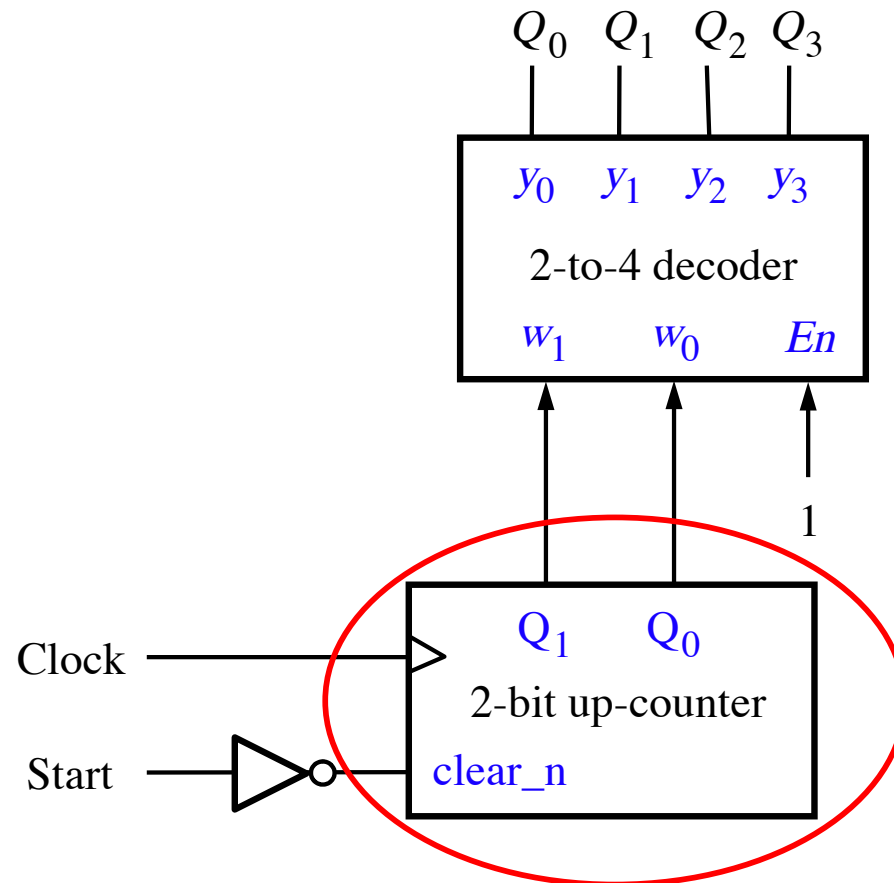 Q0 Q1 Q2 Q3
y0 y1 y2 y3
2-to-4 decoder
w1 w0 En
1
Q1 Q0
Clock
2-bit up-counter
Start
clear_n